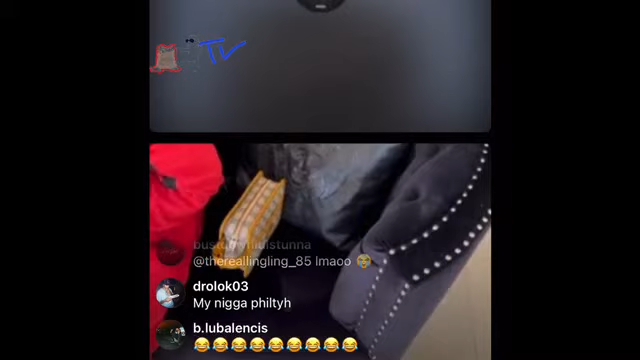 TV
@thereallingling_85 lmaoo 😭
drolok03
My nigga philtyh
b.lubalencis
😂😂😂😂😂😂😂😂😂